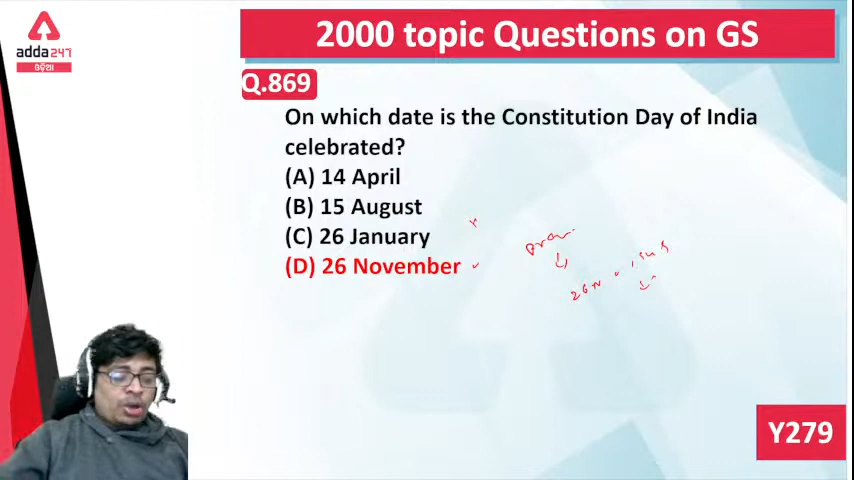 2000 topic Questions on GS
adda247
ଓଡ଼ିଆ
Q.869
On which date is the Constitution Day of India
celebrated?
(A) 14 April
(B) 15 August
(C) 26 January
(D) 26 November
Y279